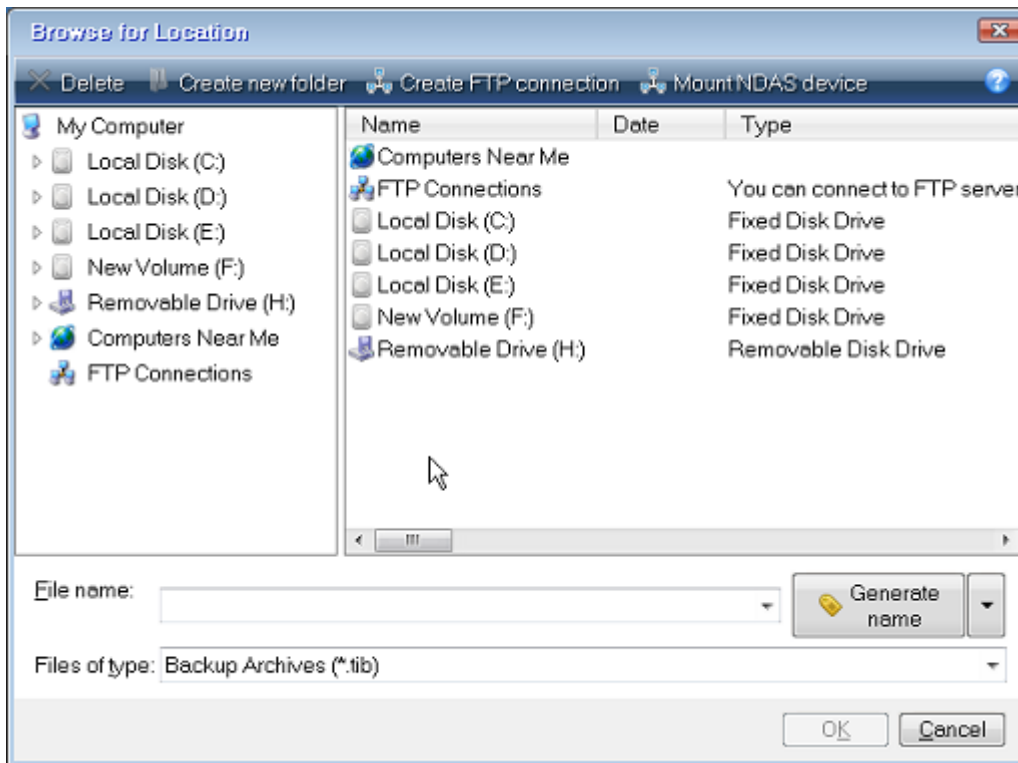 Browse for Location
Delete Create new folder Create FTP connection Mount NDAS device
My Computer
Local Disk (C:)
Local Disk (D:)
Local Disk (E:)
New Volume (F:)
Removable Drive (H:)
Computers Near Me
FTP Connections
Name Date Type
Computers Near Me
FTP Connections You can connect to FTP server
Local Disk (C:) Fixed Disk Drive
Local Disk (D:) Fixed Disk Drive
Local Disk (E:) Fixed Disk Drive
New Volume (F:) Fixed Disk Drive
Removable Drive (H:) Removable Disk Drive
File name:
Generate
name
Files of type: Backup Archives (*.tib)
OK Cancel